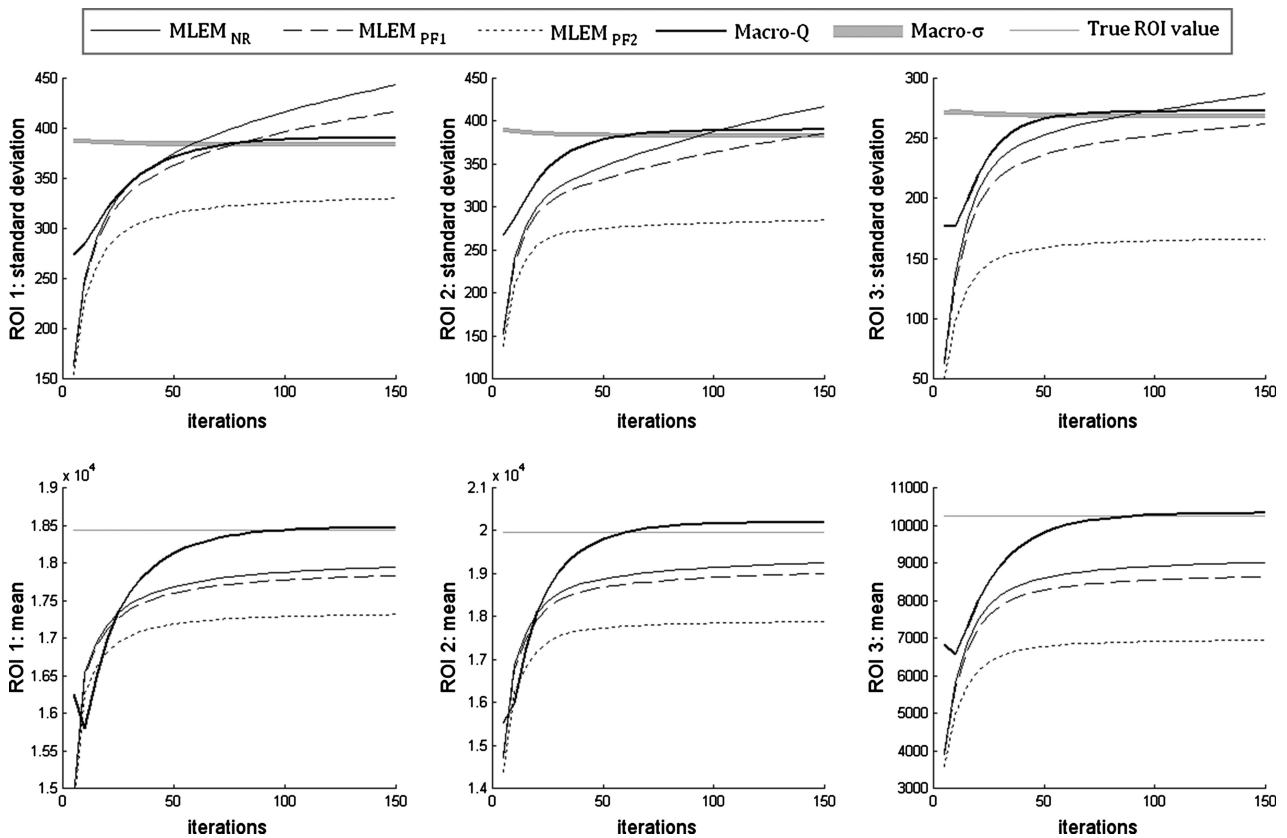 MLEM NR MLEM PF1 MLEM PF2 Macro-Q Macro-σ True ROI value
450
400
350
300
250
200
150
0 50 100 150
iterations
ROI 1: standard deviation
450
400
350
300
250
200
150
100
0 50 100 150
iterations
ROI 2: standard deviation
300
250
200
150
100
50
0 50 100 150
iterations
ROI 3: standard deviation
x 10⁴
1.9
1.85
1.8
1.75
1.7
1.65
1.6
1.55
1.5
0 50 100 150
iterations
ROI 1: mean
x 10⁴
2.1
2
1.9
1.8
1.7
1.6
1.5
1.4
0 50 100 150
iterations
ROI 2: mean
11000
10000
9000
8000
7000
6000
5000
4000
3000
0 50 100 150
iterations
ROI 3: mean